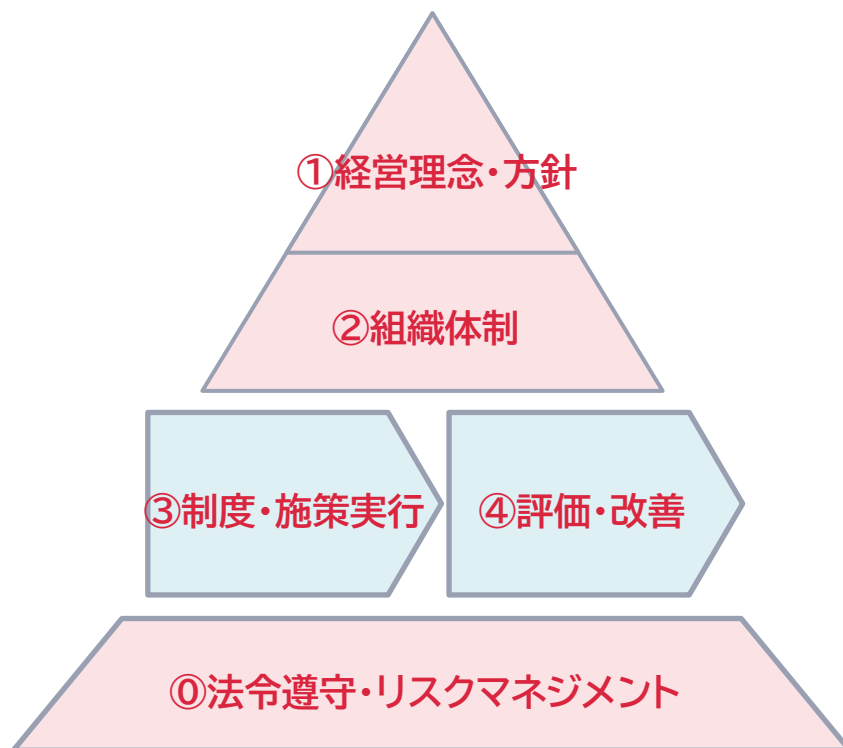 ①経営理念・方針
②組織体制
③制度・施策実行
④評価・改善
⓪法令遵守・リスクマネジメント